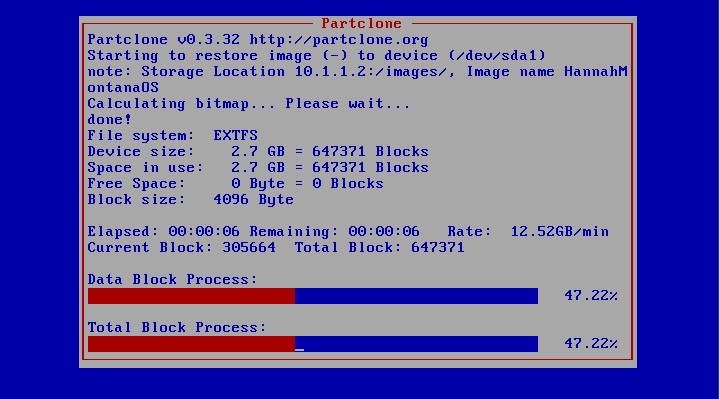 Partclone
Partclone v0.3.32 http://partclone.org
Starting to restore image (-) to device (/dev/sda1)
note: Storage Location 10.1.1.2:/images/, Image name HannahM
ontanaOS
Calculating bitmap... Please wait...
done!
File system:  EXTFS
Device size:    2.7 GB = 647371 Blocks
Space in use:   2.7 GB = 647371 Blocks
Free Space:     0 Byte = 0 Blocks
Block size:   4096 Byte
Elapsed: 00:00:06 Remaining: 00:00:06   Rate:  12.52GB/min
Current Block: 305664  Total Block: 647371
Data Block Process:
47.22%
Total Block Process:
47.22%